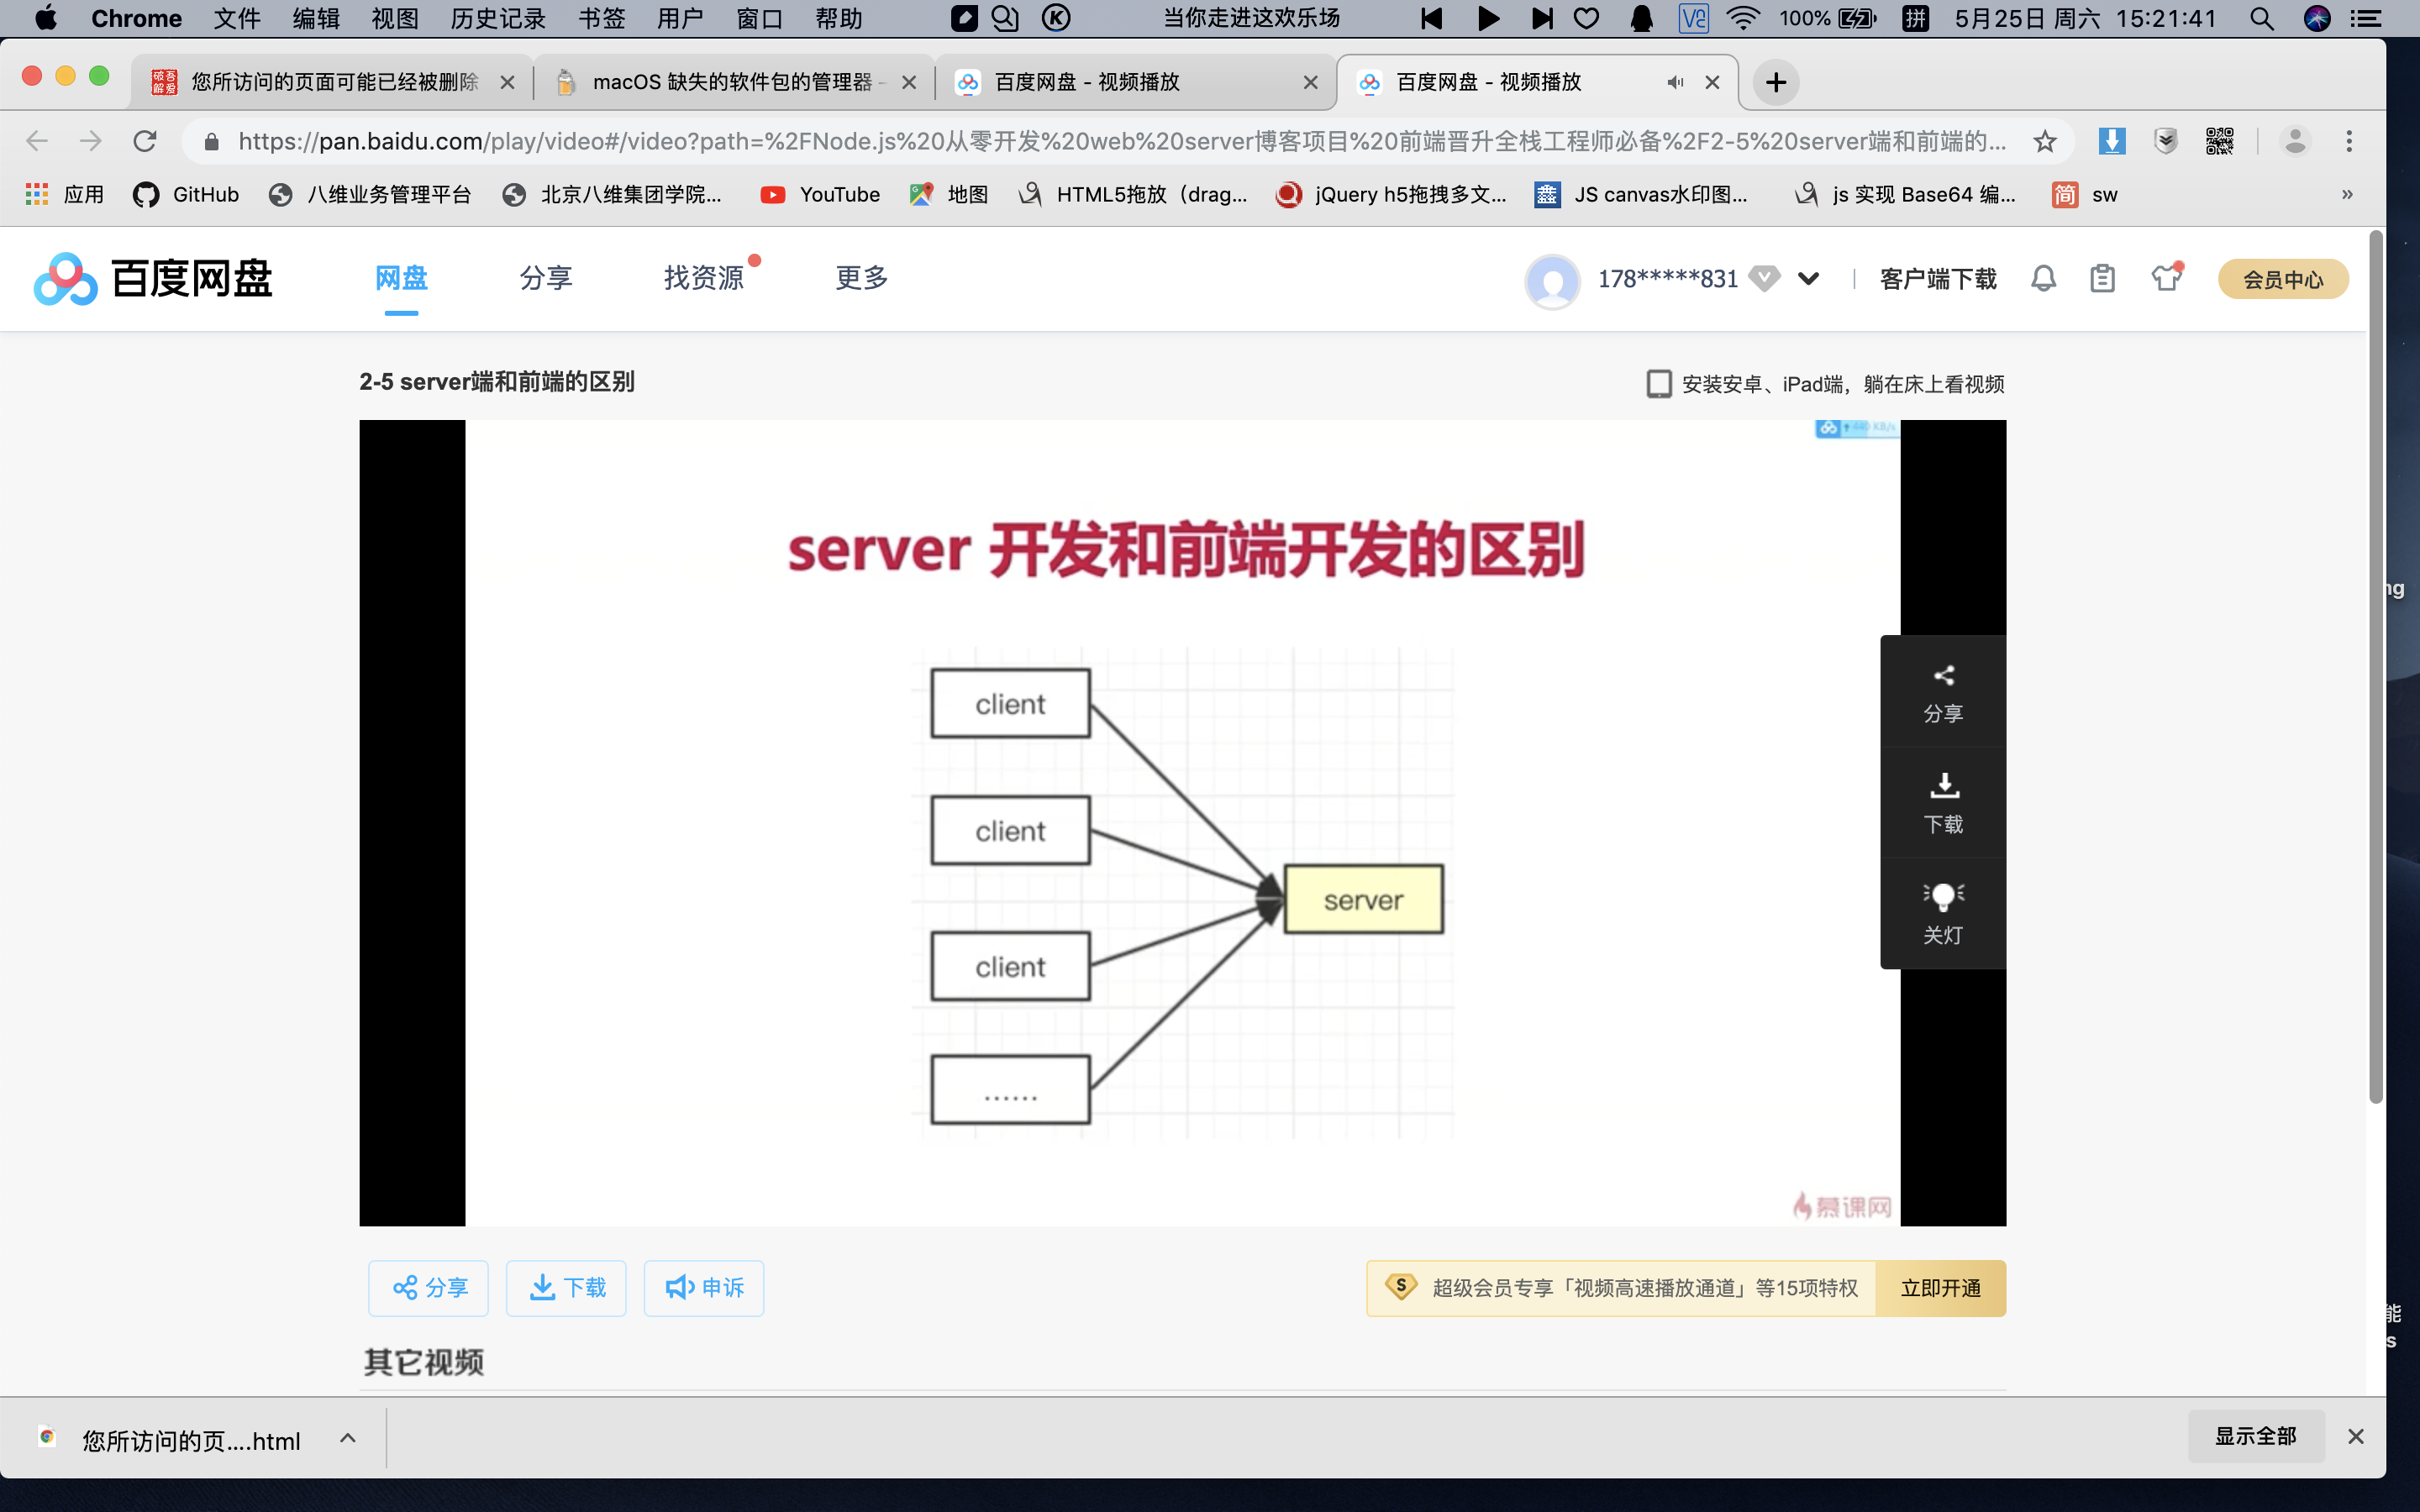 Chrome 文件 编辑 视图 历史记录 书签 用户 窗口 帮助 当你走进这欢乐场 100% 拼 5月25日 周六 15:21:41
您所访问的页面可能已经被删除 macOS 缺失的软件包的管理器 - 百度网盘 - 视频播放 百度网盘 - 视频播放
https://pan.baidu.com/play/video#/video?path=%2FNode.js%20从零开发%20web%20server博客项目%20前端晋升全栈工程师必备%2F2-5%20server端和前端的...
应用 GitHub 八维业务管理平台 北京八维集团学院... YouTube 地图 HTML5拖放（drag... jQuery h5拖拽多文... JS canvas水印图... js 实现 Base64 编... 简 sw »
百度网盘 网盘 分享 找资源 更多 178*****831 客户端下载 会员中心
2-5 server端和前端的区别 安装安卓、iPad端，躺在床上看视频
440 KB/s
server 开发和前端开发的区别
client
client
server
client
......
分享
下载
关灯
慕课网
分享 下载 申诉 超级会员专享「视频高速播放通道」等15项特权 立即开通
其它视频
您所访问的页....html 显示全部
ng
能
s